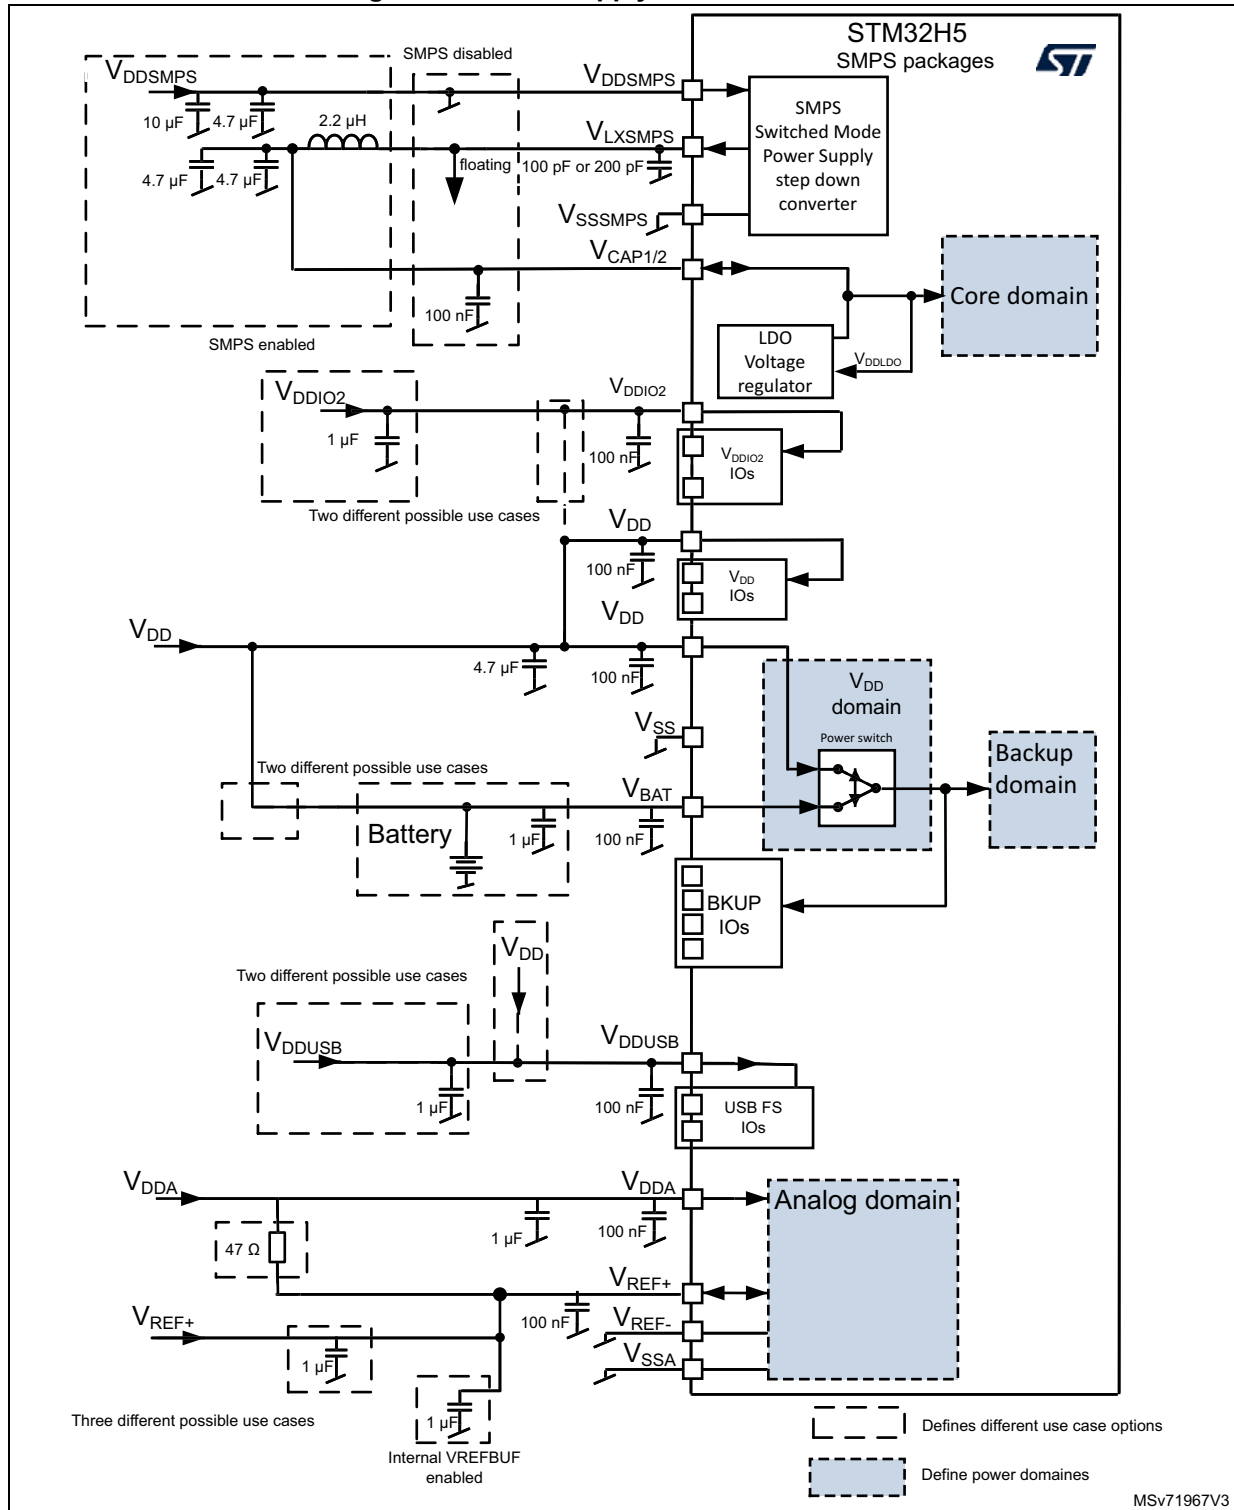 STM32H5
SMPS packages
SMPS disabled
VDDSMPS
VDDSMPS
10 µF
4.7 µF
2.2 µH
SMPS
Switched Mode
Power Supply
step down
converter
VLXSMPS
4.7 µF
4.7 µF
floating
100 pF or 200 pF
VSSSMPS
VCAP1/2
100 nF
SMPS enabled
Core domain
LDO
Voltage
regulator
VDDLDO
VDDIO2
VDDIO2
1 µF
100 nF
VDDIO2
IOs
Two different possible use cases
VDD
100 nF
VDD
IOs
VDD
VDD
4.7 µF
100 nF
VDD
domain
Power switch
VSS
Backup
domain
Two different possible use cases
VBAT
Battery
1 µF
100 nF
BKUP
IOs
VDD
Two different possible use cases
VDDUSB
VDDUSB
1 µF
100 nF
USB FS
IOs
VDDA
VDDA
Analog domain
47 Ω
1 µF
100 nF
VREF+
VREF+
100 nF
VREF-
1 µF
VSSA
1 µF
Three different possible use cases
Internal VREFBUF
enabled
Defines different use case options
Define power domaines
MSv71967V3